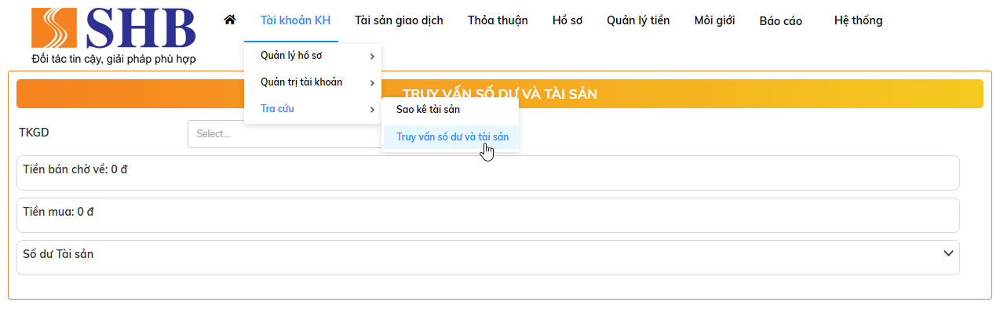 SHB
Đối tác tin cậy, giải pháp phù hợp
Tài khoản KH
Tài sản giao dịch
Thỏa thuận
Hồ sơ
Quản lý tiền
Môi giới
Báo cáo
Hệ thống
Quản lý hồ sơ
Quản trị tài khoản
Tra cứu
Sao kê tài sản
Truy vấn số dư và tài sản
TRUY VẤN SỐ DƯ VÀ TÀI SẢN
TKGD
Select...
Tiền bán chờ về: 0 đ
Tiền mua: 0 đ
Số dư Tài sản